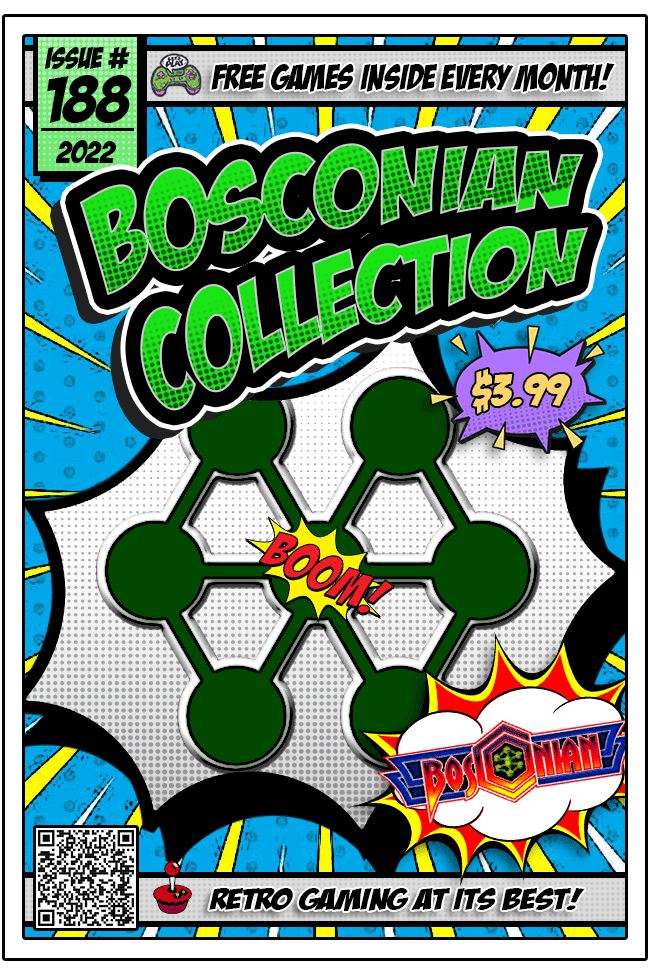 ISSUE #
188
2022
FREE GAMES INSIDE EVERY MONTH!
BOSCONIAN
COLLECTION
$3.99
BOOM!
BOSCONIAN
RETRO GAMING AT ITS BEST!